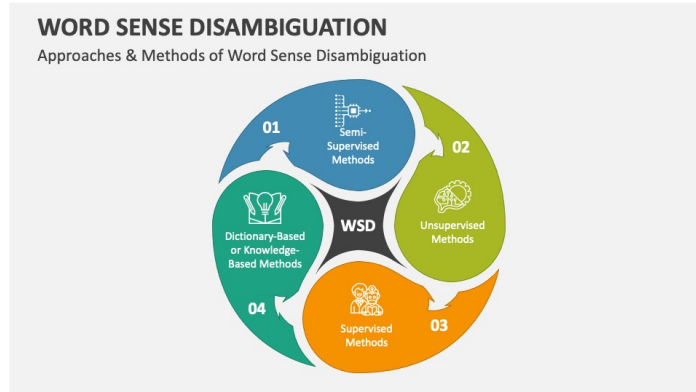 WORD SENSE DISAMBIGUATION
Approaches & Methods of Word Sense Disambiguation
01
Semi-
Supervised
Methods
02
Unsupervised
Methods
WSD
Dictionary-Based
or Knowledge-
Based Methods
04
Supervised
Methods
03